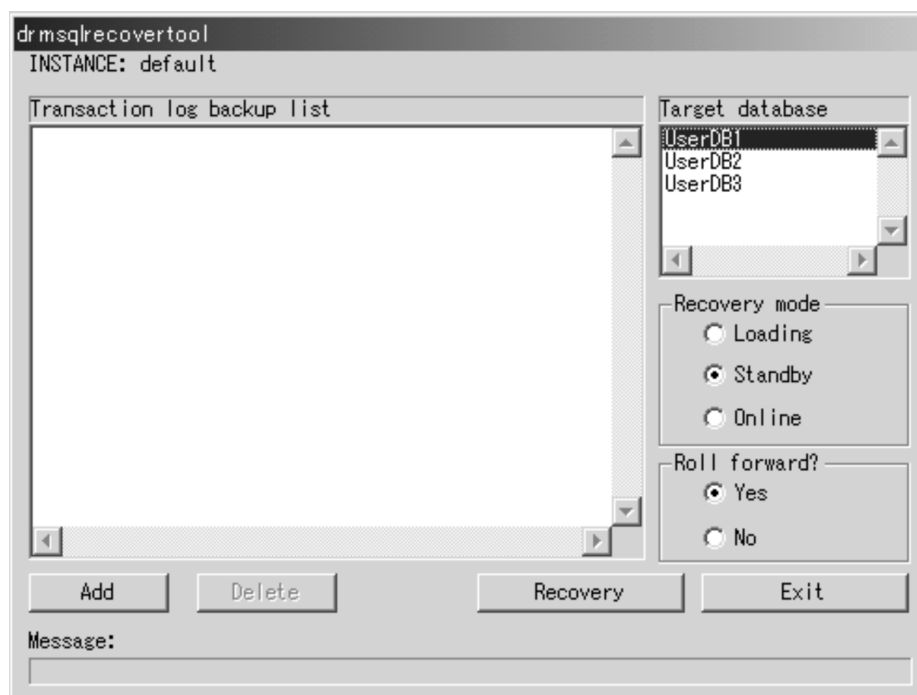 drmsqlrecovertool
INSTANCE: default
Transaction log backup list
Target database
UserDB1
UserDB2
UserDB3
Recovery mode
Loading
Standby
Online
Roll forward?
Yes
No
Add
Delete
Recovery
Exit
Message: